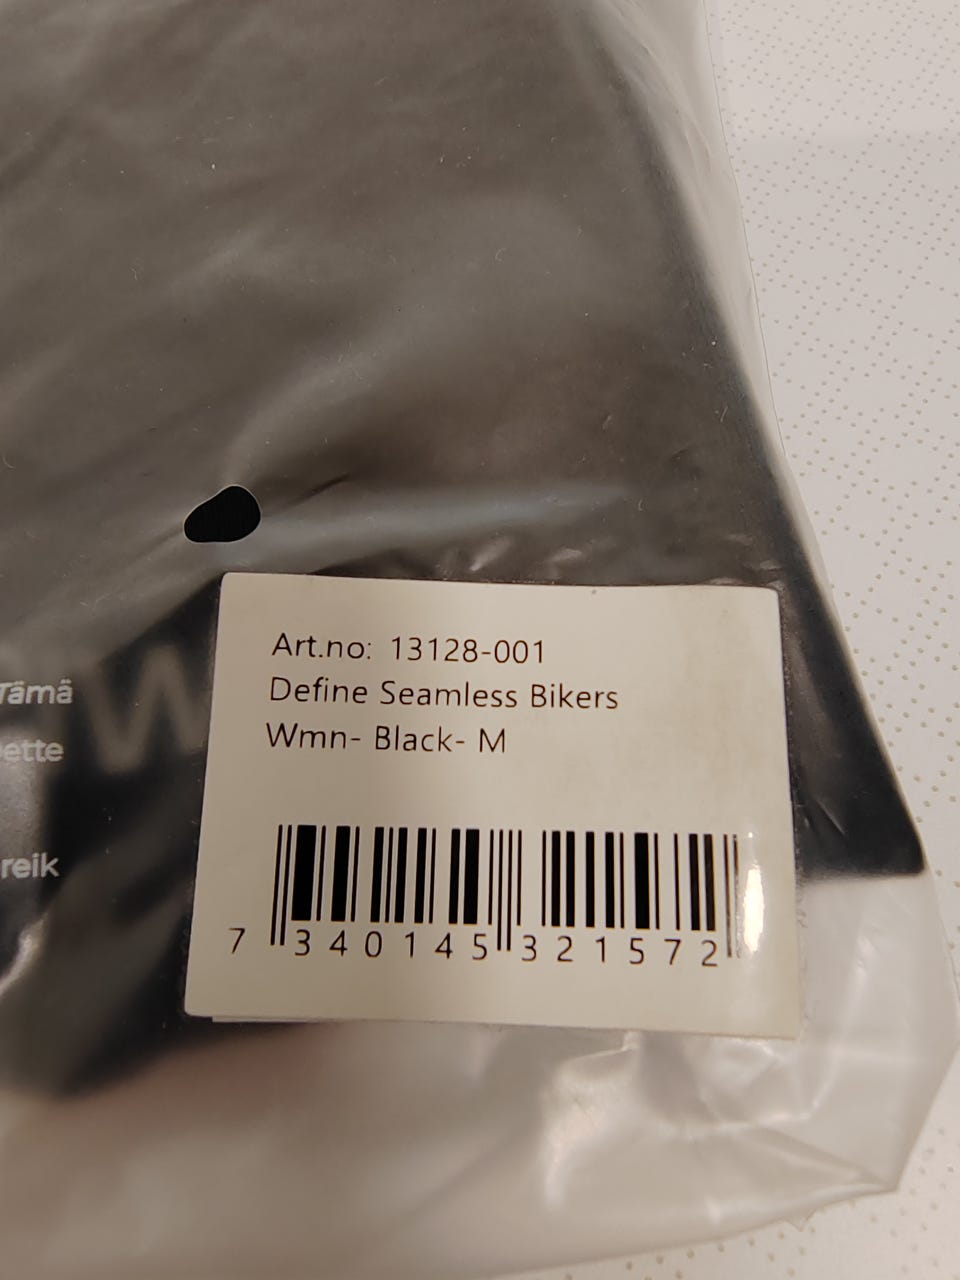 Art.no: 13128-001
Define Seamless Bikers
Wmn- Black- M
Tämä
ette
reik
7 340145 321572